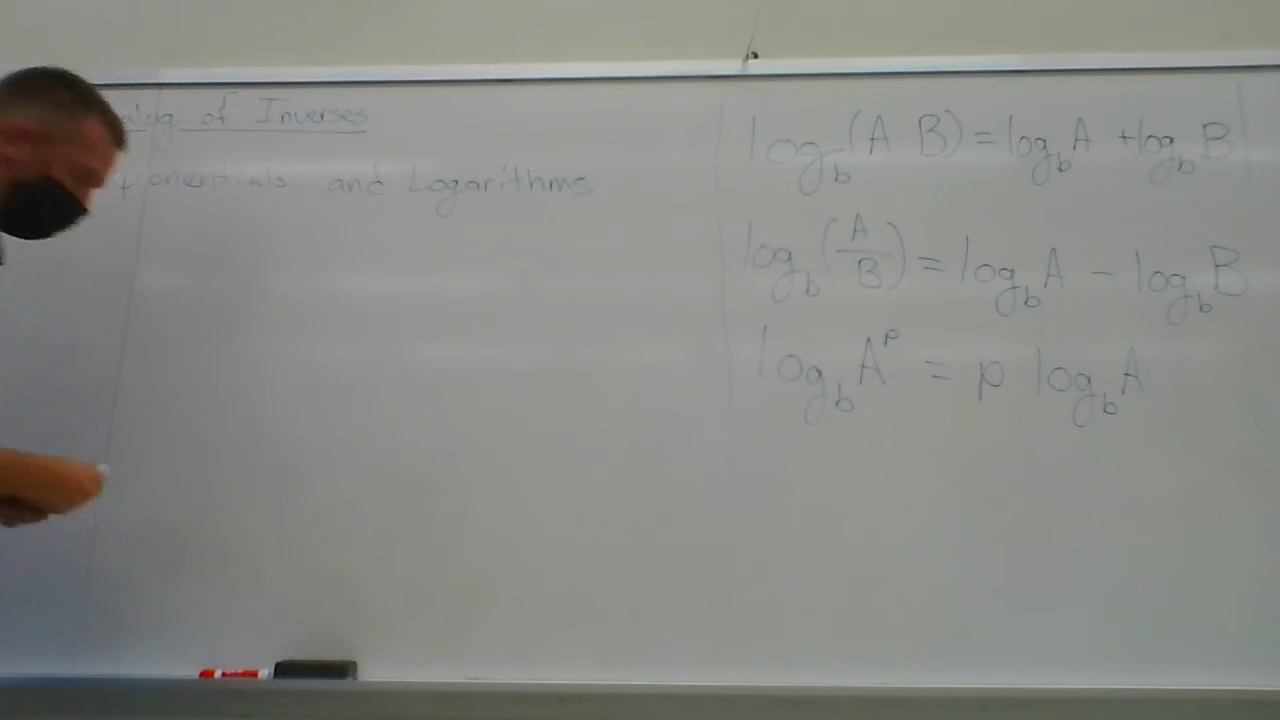 of Inverses
and Logarithms
log_b (A B) = log_b A + log_b B
log_b (A/B) = log_b A - log_b B
log_b A^p = p log_b A